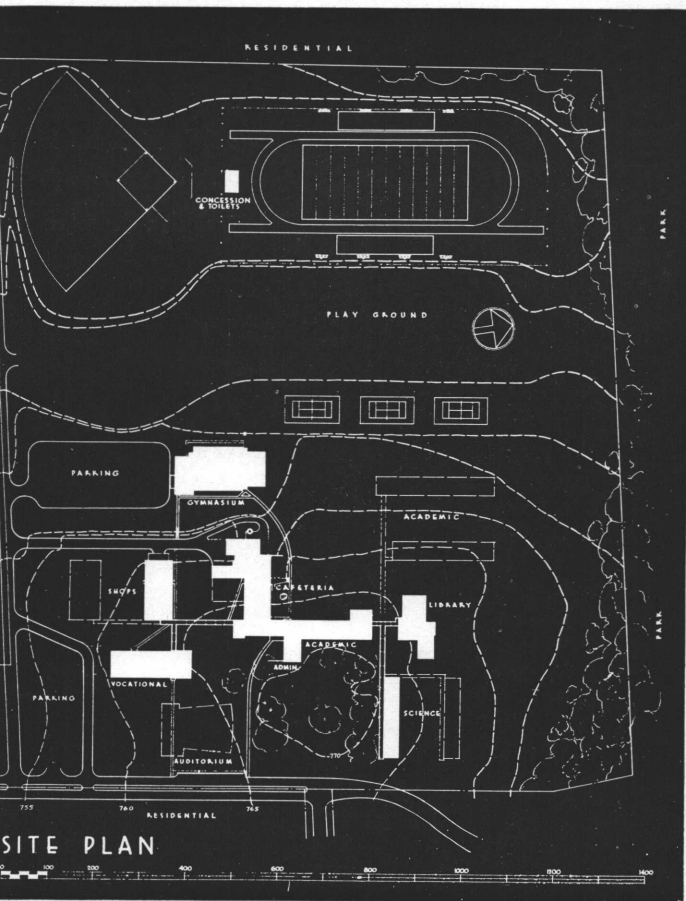 RESIDENTIAL
PARK
CONCESSION
& TOILETS
PLAY GROUND
PARKING
GYMNASIUM
ACADEMIC
SHOPS
CAFETERIA
LIBRARY
PARK
ACADEMIC
ADMIN
VOCATIONAL
PARKING
SCIENCE
770
AUDITORIUM
755
760
765
RESIDENTIAL
SITE PLAN
0 100 200 400 600 800 1000 1200 1400